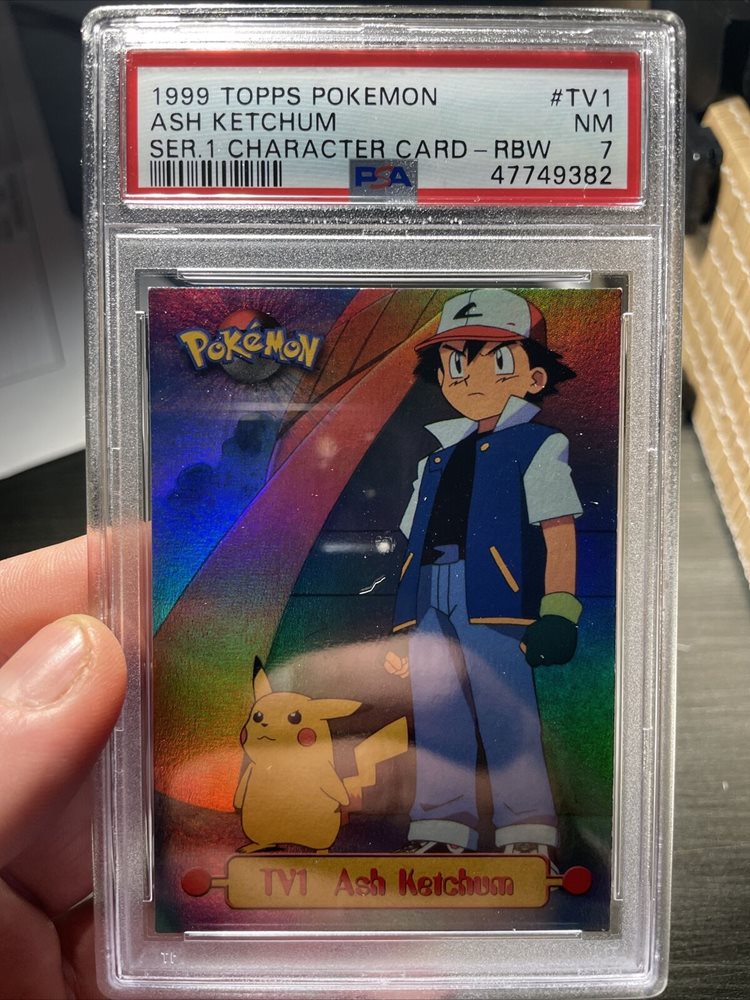 1999 TOPPS POKEMON #TV1
ASH KETCHUM NM
SER.1 CHARACTER CARD - RBW 7
PSA 47749382
POKéMON
TV1 Ash Ketchum